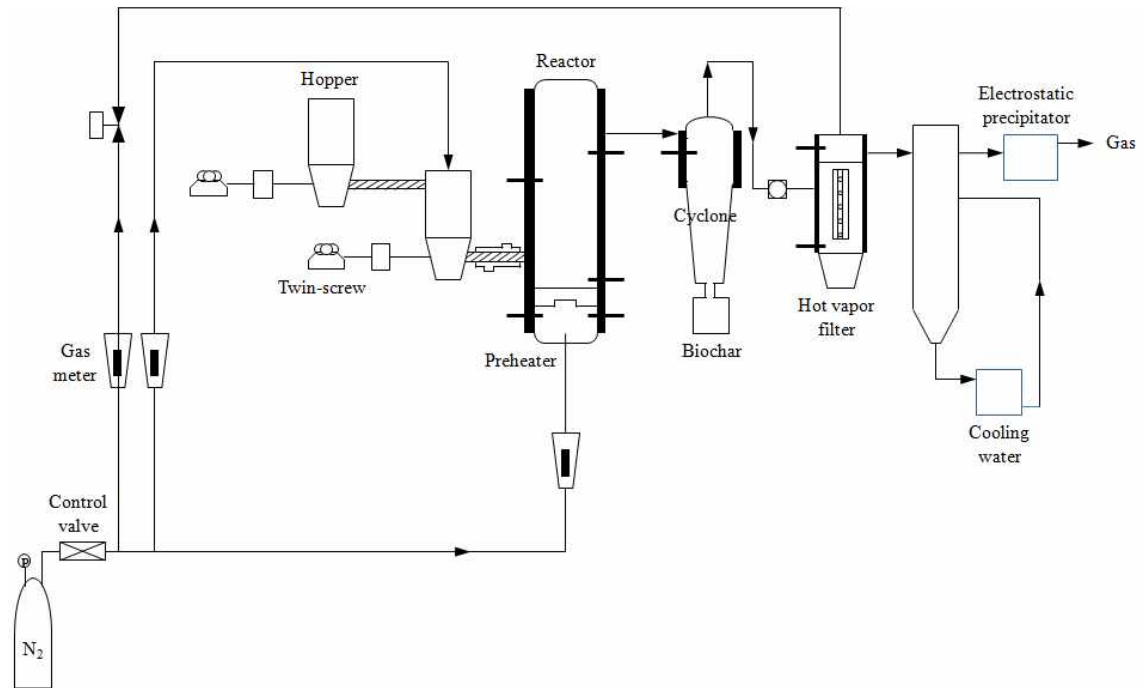 Reactor
Hopper
Electrostatic
precipitator
Gas
Cyclone
Twin-screw
Hot vapor
filter
Gas
meter
Preheater
Biochar
Cooling
water
Control
valve
P
N2